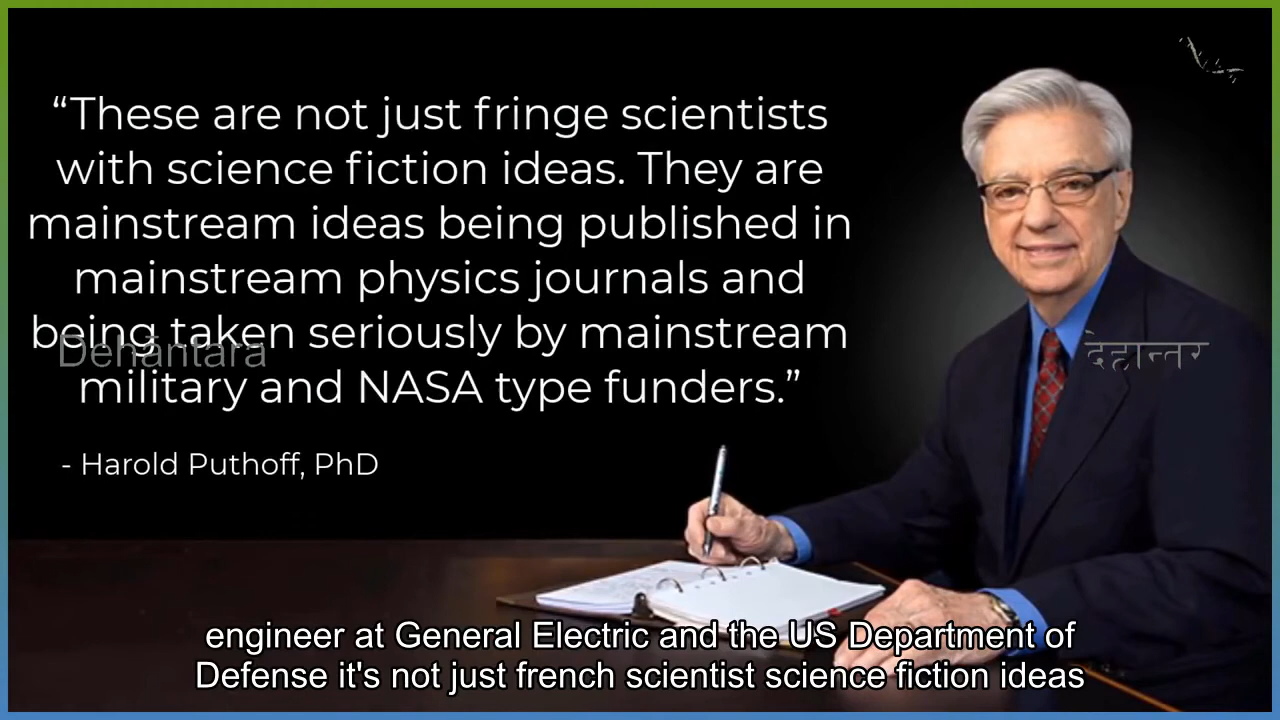 “These are not just fringe scientists
with science fiction ideas. They are
mainstream ideas being published in
mainstream physics journals and
being taken seriously by mainstream
Dehāntara
देहान्तर
military and NASA type funders.”
- Harold Puthoff, PhD
engineer at General Electric and the US Department of
Defense it's not just french scientist science fiction ideas